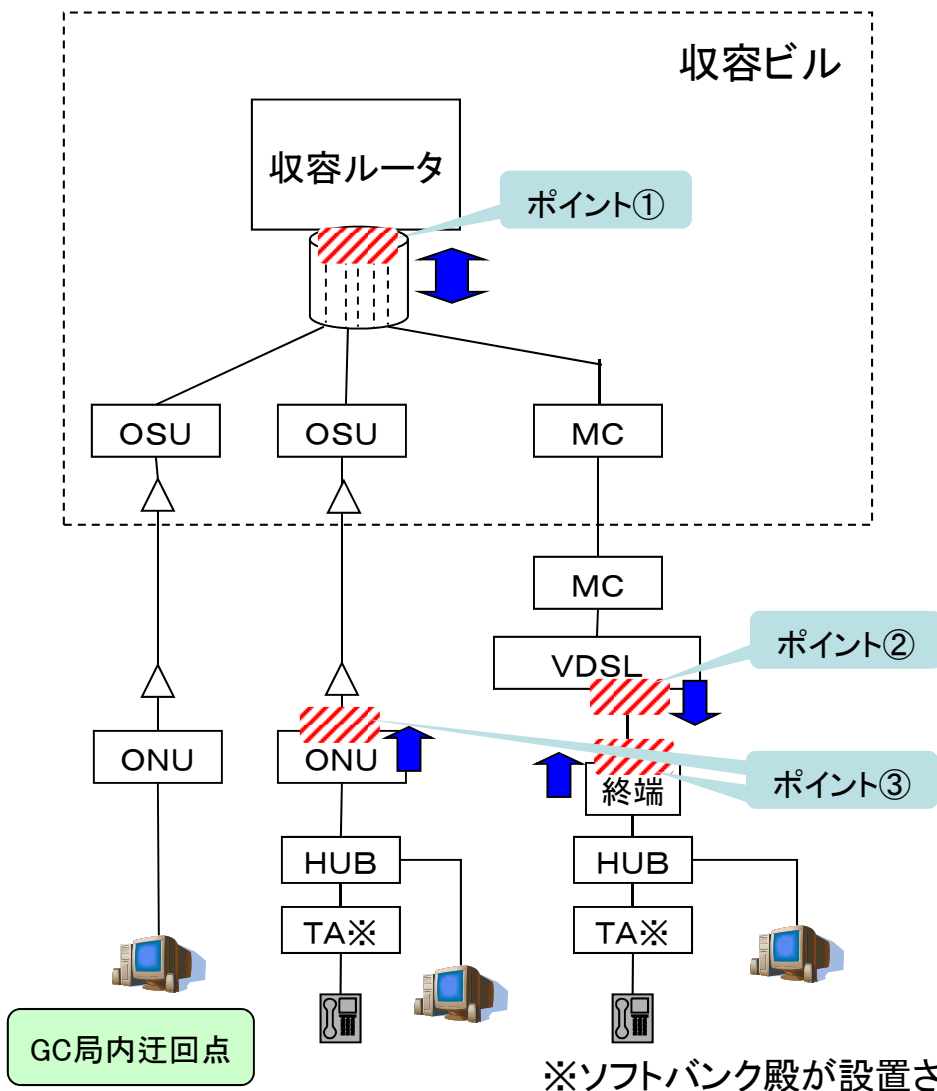 収容ビル
収容ルータ
ポイント①
OSU
OSU
MC
MC
VDSL
ポイント②
ONU
ONU
終端
ポイント③
HUB
HUB
TA※
TA※
GC局内迂回点
※ソフトバンク殿が設置さ